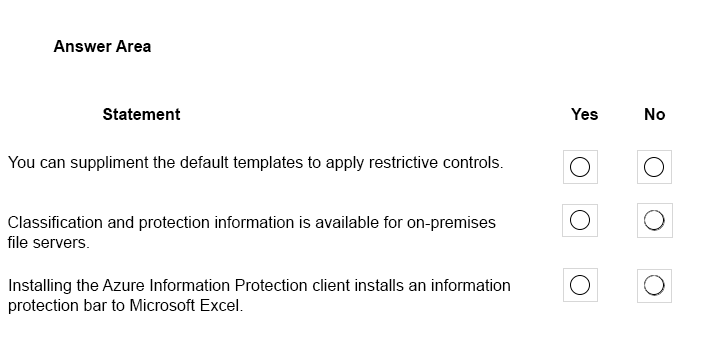 Answer Area
Statement Yes No
You can suppliment the default templates to apply restrictive controls.
Classification and protection information is available for on-premises
file servers.
Installing the Azure Information Protection client installs an information
protection bar to Microsoft Excel.